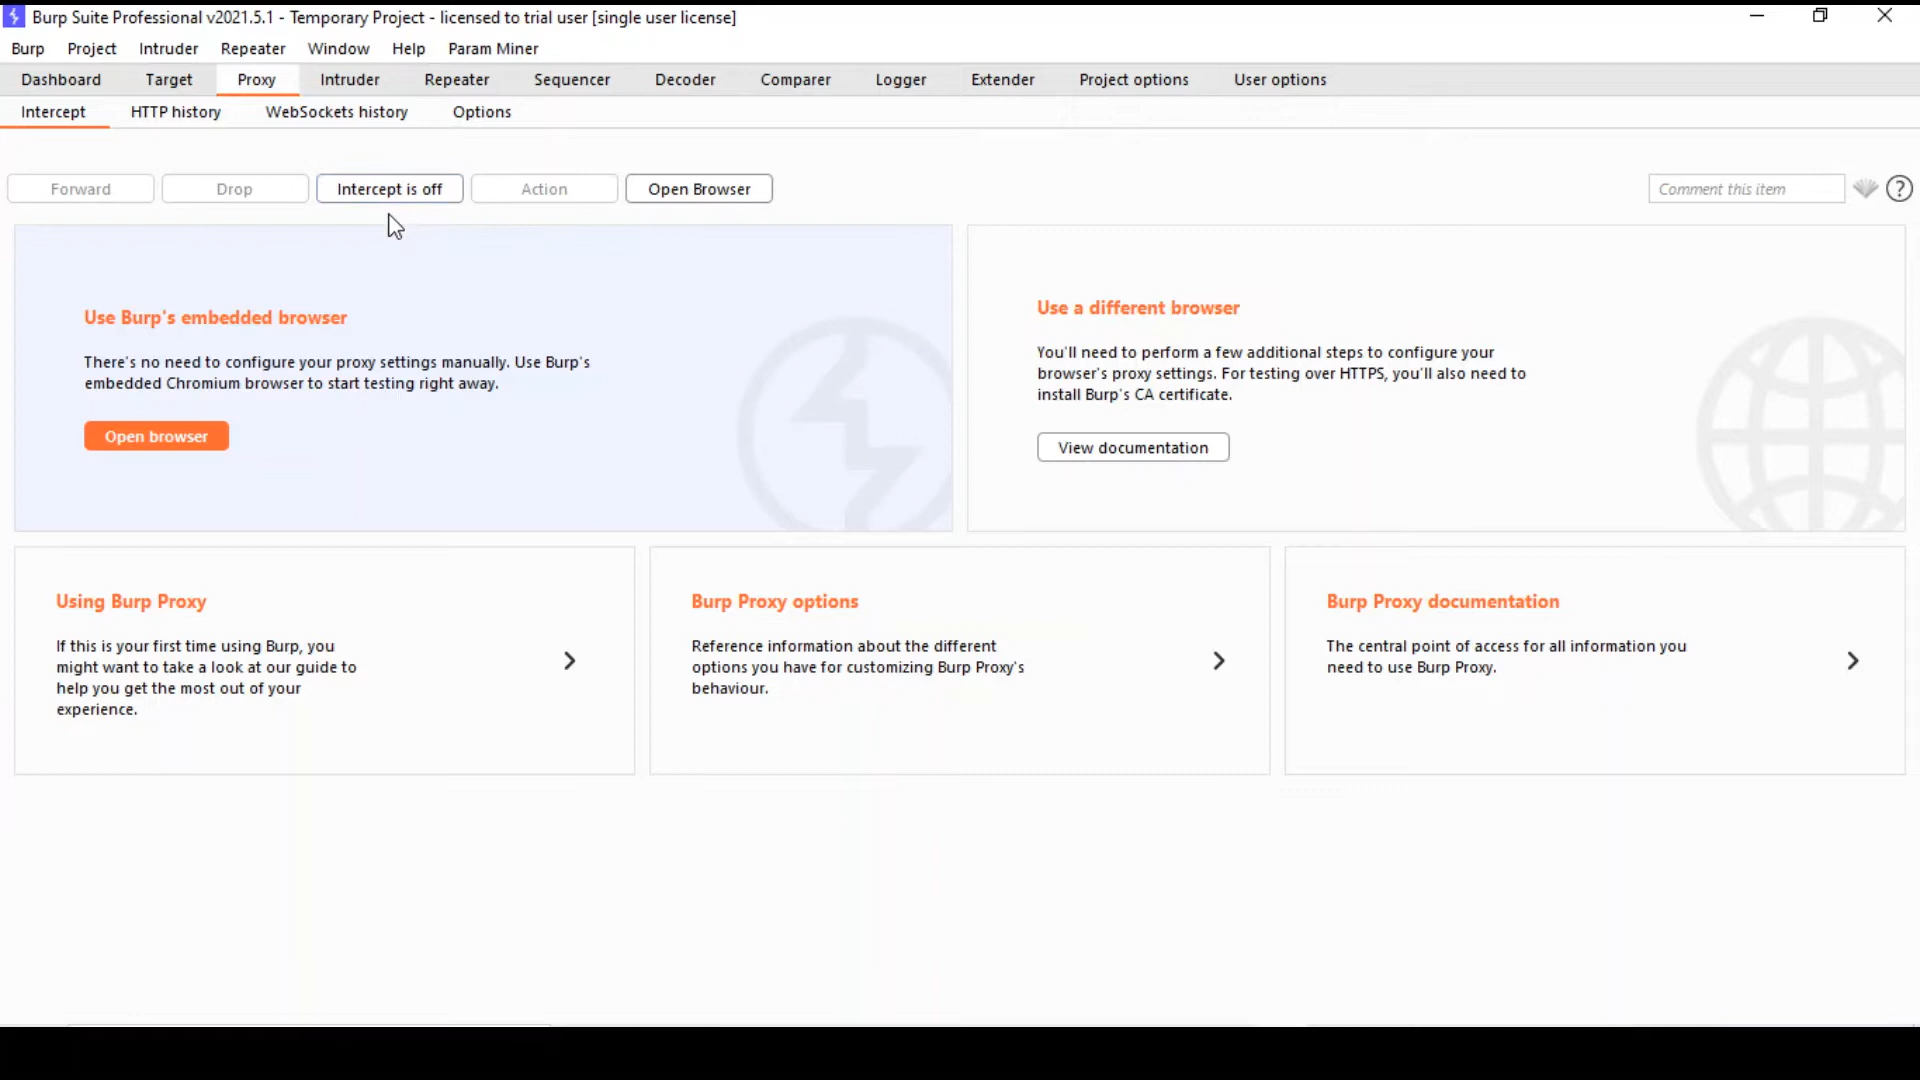 Burp Suite Professional v2021.5.1 - Temporary Project - licensed to trial user [single user license]
Burp Project Intruder Repeater Window Help Param Miner
Dashboard Target Proxy Intruder Repeater Sequencer Decoder Comparer Logger Extender Project options User options
Intercept HTTP history WebSockets history Options
Forward Drop Intercept is off Action Open Browser Comment this item ?
Use Burp's embedded browser
There's no need to configure your proxy settings manually. Use Burp's
embedded Chromium browser to start testing right away.
Open browser
Use a different browser
You'll need to perform a few additional steps to configure your
browser's proxy settings. For testing over HTTPS, you'll also need to
install Burp's CA certificate.
View documentation
Using Burp Proxy
If this is your first time using Burp, you
might want to take a look at our guide to
help you get the most out of your
experience.
Burp Proxy options
Reference information about the different
options you have for customizing Burp Proxy's
behaviour.
Burp Proxy documentation
The central point of access for all information you
need to use Burp Proxy.